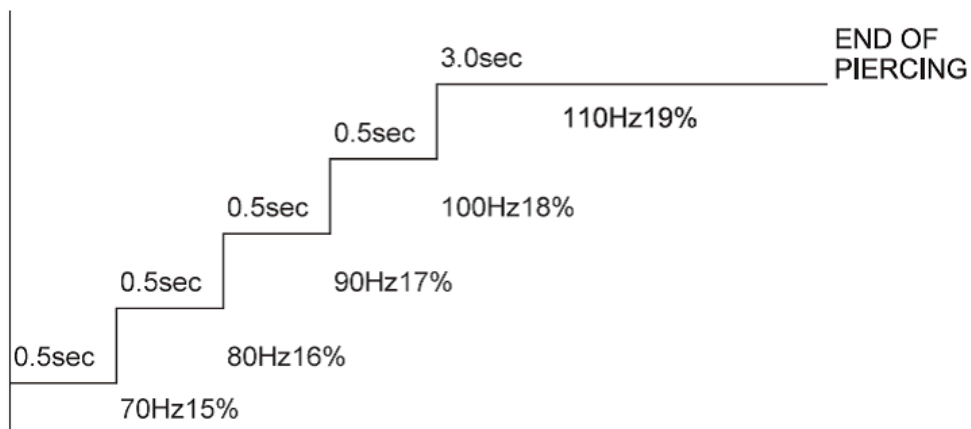 END OF
PIERCING
3.0sec
110Hz19%
0.5sec
100Hz18%
0.5sec
90Hz17%
0.5sec
80Hz16%
0.5sec
70Hz15%